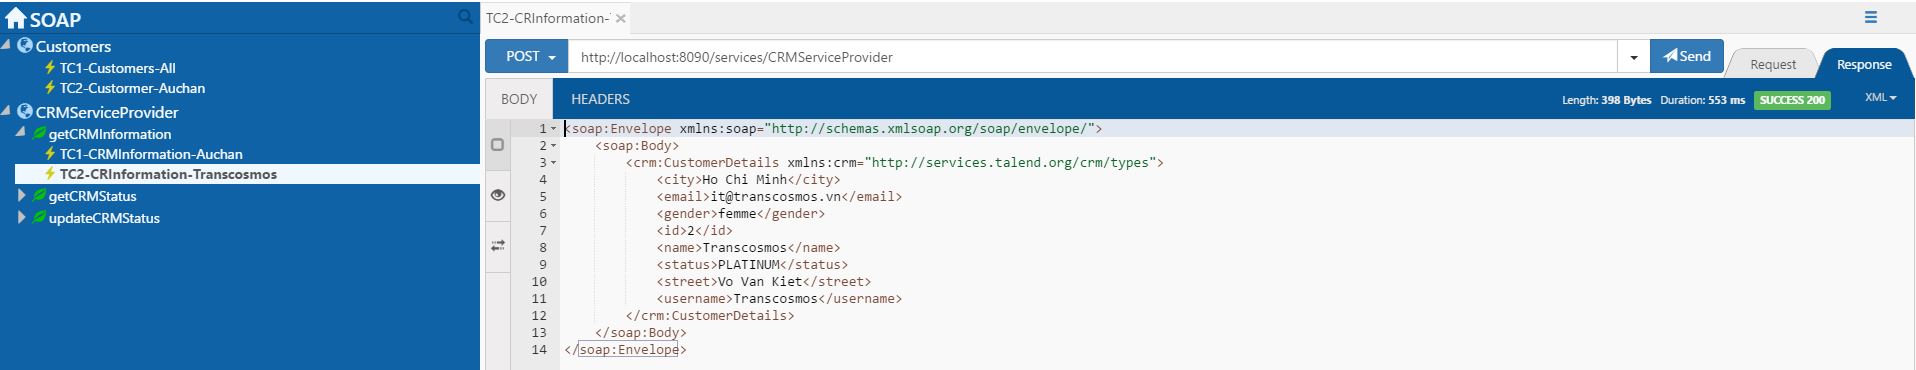 SOAP
Customers
TC1-Customers-All
TC2-Custormer-Auchan
CRMServiceProvider
getCRMInformation
TC1-CRMInformation-Auchan
TC2-CRInformation-Transcosmos
getCRMStatus
updateCRMStatus
TC2-CRInformation-T
POST http://localhost:8090/services/CRMServiceProvider Send Request Response
BODY HEADERS Length: 398 Bytes Duration: 553 ms SUCCESS 200 XML
1 <soap:Envelope xmlns:soap="http://schemas.xmlsoap.org/soap/envelope/">
2 <soap:Body>
3 <crm:CustomerDetails xmlns:crm="http://services.talend.org/crm/types">
4 <city>Ho Chi Minh</city>
5 <email>it@transcosmos.vn</email>
6 <gender>femme</gender>
7 <id>2</id>
8 <name>Transcosmos</name>
9 <status>PLATINUM</status>
10 <street>Vo Van Kiet</street>
11 <username>Transcosmos</username>
12 </crm:CustomerDetails>
13 </soap:Body>
14 </soap:Envelope>